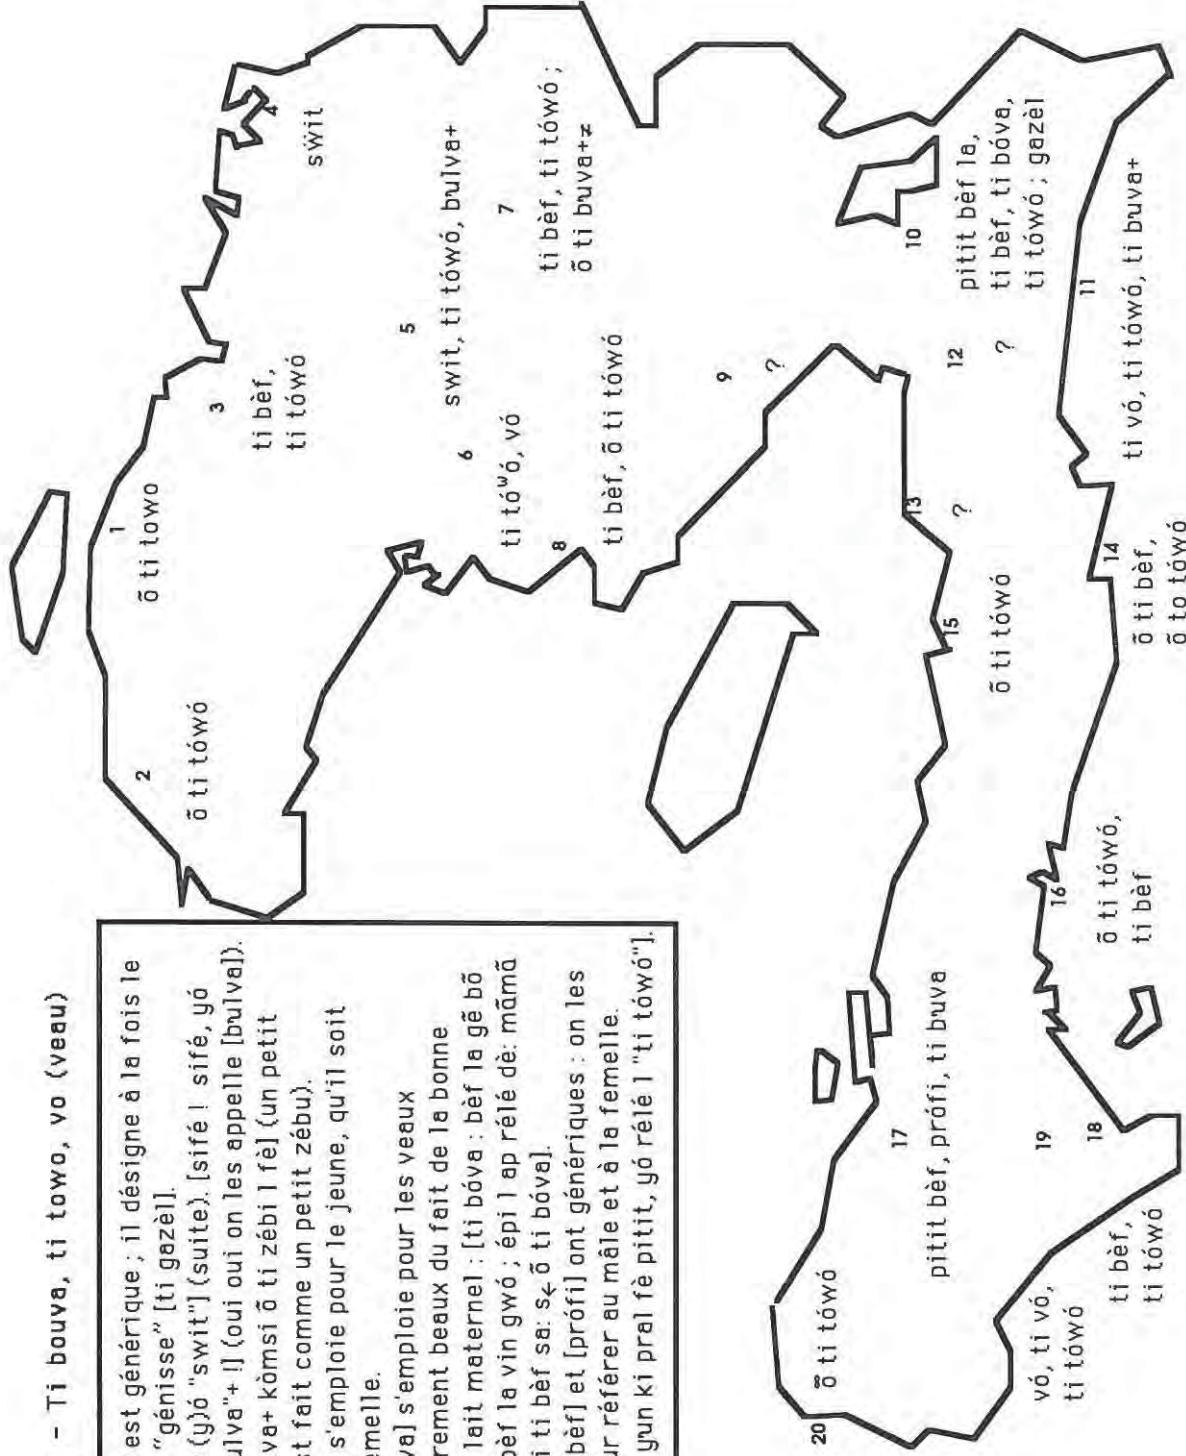 - Ti bouva, ti towo, vo (veau)
est générique ; il désigne à la fois le
"génisse" [ti gazèl].
(y)ó "swit"] (suite). [sifé ! sifé, yó
ulva"+ !] (oui oui on les appelle [bulva]).
va+ kòmsi õ ti zébi l fèl] (un petit
st fait comme un petit zébu).
s'emploie pour le jeune, qu'il soit
emelle.
va] s'emploie pour les veaux
rement beaux du fait de la bonne
lait maternel : [ti bóva : bèf la gẽ bõ
bèf la vin gwó ; épi l ap rélé dè: mãmã
i ti bèf sa: sę õ ti bóva].
bèf] et [prófi] ont génériques : on les
ur référer au mâle et à la femelle.
yun ki pral fè pitit, yó rélé l "ti tówó"].
1
õ ti towo
2
õ ti tówó
3
ti bèf,
ti tówó
4
swit
5
swit, ti tówó, bulva+
6
ti tóʷó, vó
7
ti bèf, ti tówó ;
õ ti buva+≠
8
ti bèf, õ ti tówó
9
?
10
pitit bèf la,
ti bèf, ti bóva,
ti tówó ; gazèl
11
ti vó, ti tówó, ti buva+
12
?
13
?
14
õ ti bèf,
õ to tówó
15
õ ti tówó
16
õ ti tówó,
ti bèf
17
pitit bèf, prófi, ti buva
18
ti bèf,
ti tówó
19
vó, ti vó,
ti tówó
20
õ ti tówó